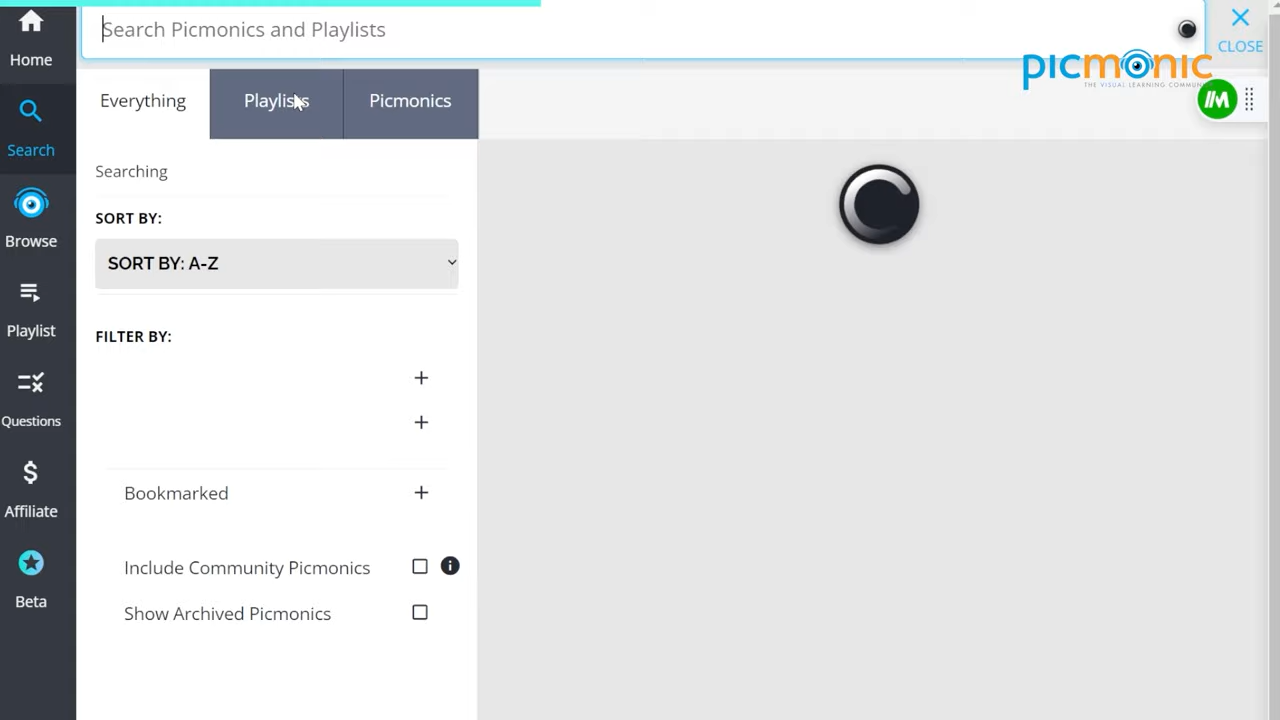 Search Picmonics and Playlists
CLOSE
picmonic
THE VISUAL LEARNING COMMUNITY
Home
Search
Browse
Playlist
Questions
Affiliate
Beta
Everything
Playlists
Picmonics
Searching
SORT BY:
SORT BY: A-Z
FILTER BY:
Bookmarked
Include Community Picmonics
Show Archived Picmonics